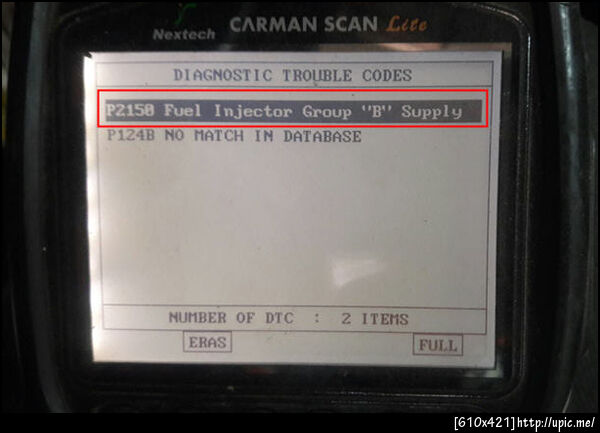 Nextech CARMAN SCAN Lite
DIAGNOSTIC TROUBLE CODES
P2150 Fuel Injector Group "B" Supply
P124B NO MATCH IN DATABASE
NUMBER OF DTC : 2 ITEMS
ERAS FULL
[610x421]http://upic.me/